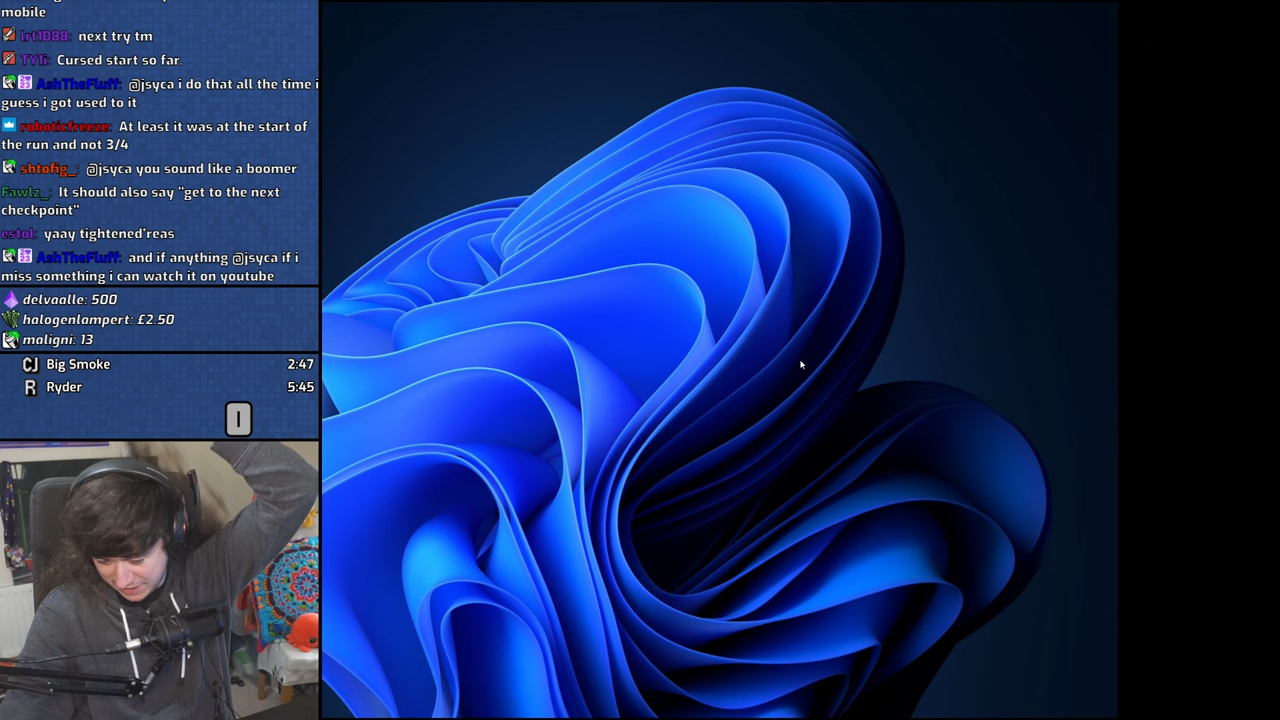 mobile
lrt1088: next try tm
TYTi: Cursed start so far.
AshTheFluff: @jsyca i do that all the time i
guess i got used to it
roboticfreeze: At least it was at the start of
the run and not 3/4
shtofig_: @jsyca you sound like a boomer
Fawlz_: It should also say "get to the next
checkpoint"
estol: yaay tightened'reas
AshTheFluff: and if anything @jsyca if i
miss something i can watch it on youtube
delvaalle: 500
halogenlampert: £2.50
maligni: 13
CJ Big Smoke 2:47
R Ryder 5:45
I